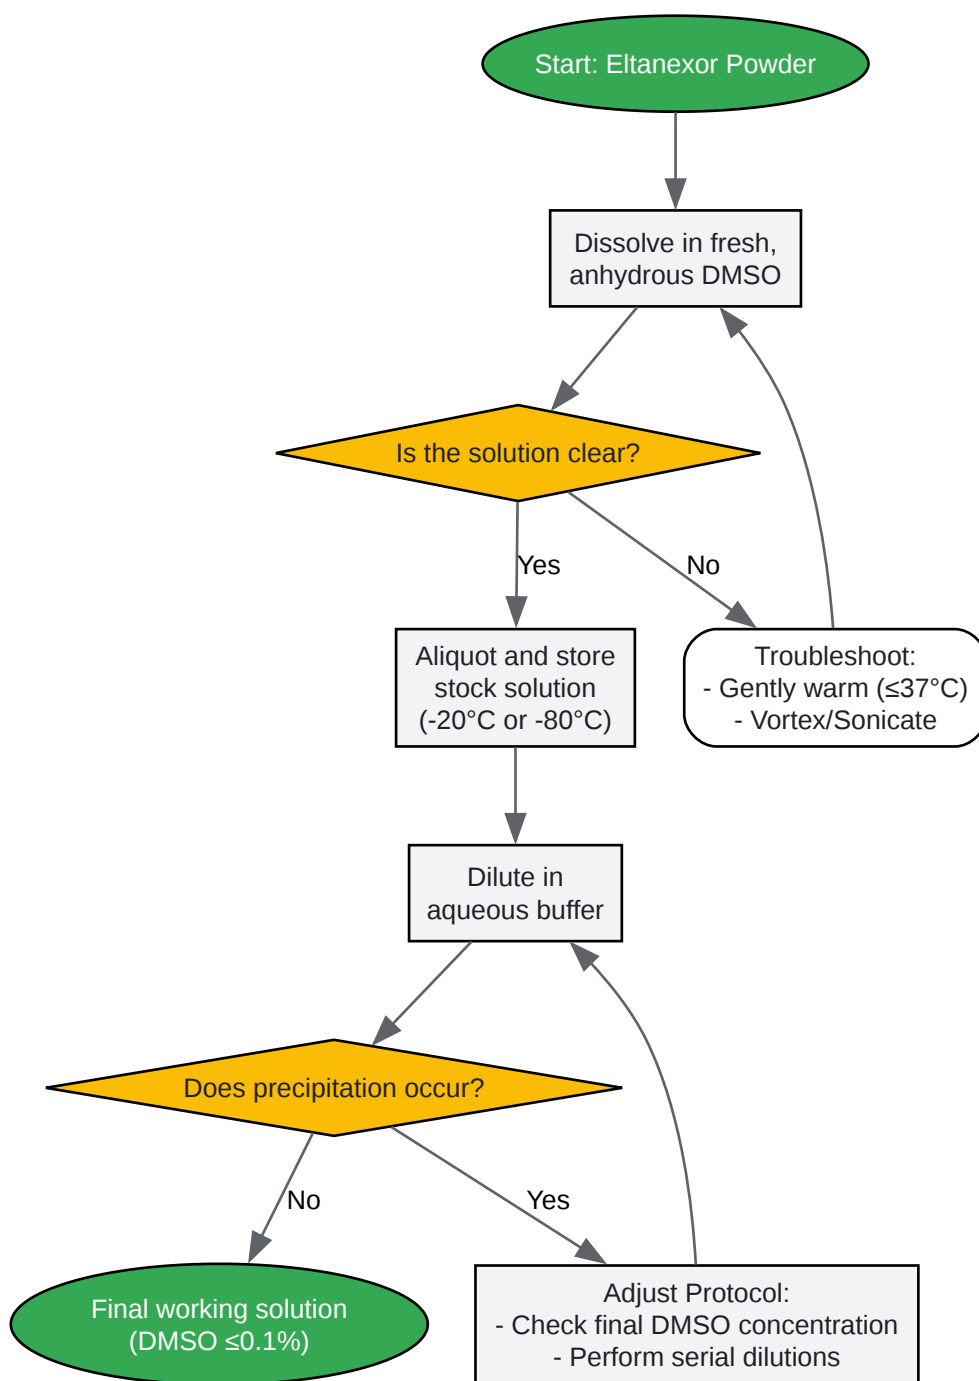 Start: Eltanexor Powder
Dissolve in fresh,
anhydrous DMSO
Is the solution clear?
Yes
No
Aliquot and store
stock solution
(-20°C or -80°C)
Troubleshoot:
- Gently warm (≤37°C)
- Vortex/Sonicate
Dilute in
aqueous buffer
Does precipitation occur?
No
Yes
Final working solution
(DMSO ≤0.1%)
Adjust Protocol:
- Check final DMSO concentration
- Perform serial dilutions